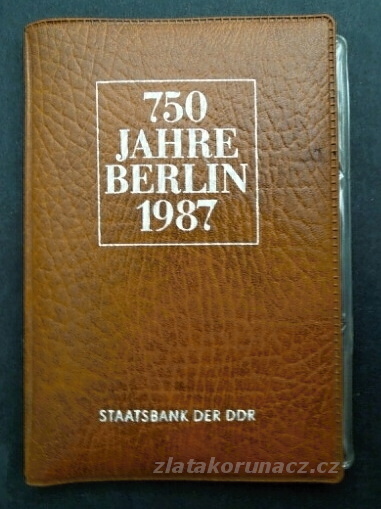 750
JAHRE
BERLIN
1987
STAATSBANK DER DDR
zlatakorunacz.cz